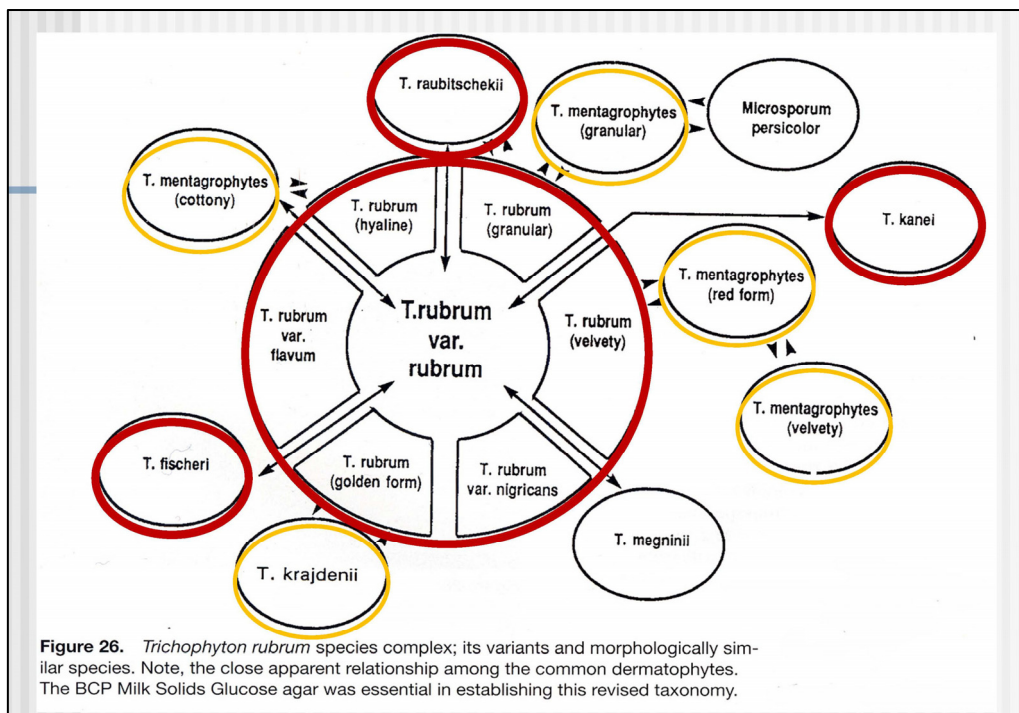 T. raubitschekii
T. mentagrophytes
(granular)
Microsporum
persicolor
T. mentagrophytes
(cottony)
T. rubrum
(hyaline)
T. rubrum
(granular)
T. kanei
T. mentagrophytes
(red form)
T. rubrum
var.
flavum
T.rubrum
var.
rubrum
T. rubrum
(velvety)
T. mentagrophytes
(velvety)
T. fischeri
T. rubrum
(golden form)
T. rubrum
var. nigricans
T. megninii
T. krajdenii
Figure 26. Trichophyton rubrum species complex; its variants and morphologically sim-
ilar species. Note, the close apparent relationship among the common dermatophytes.
The BCP Milk Solids Glucose agar was essential in establishing this revised taxonomy.